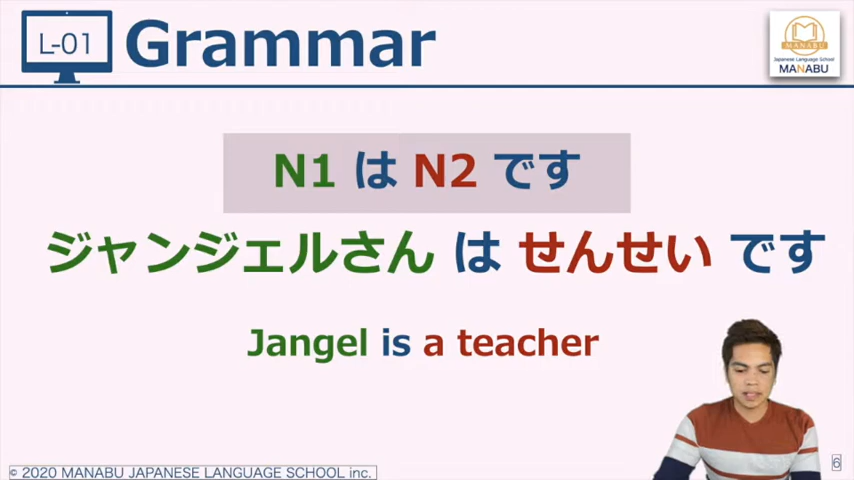 L-01
Grammar
MANABU
Japanese Language School
MANABU
N1 は N2 です
ジャンジェルさん は せんせい です
Jangel is a teacher
© 2020 MANABU JAPANESE LANGUAGE SCHOOL inc.
6